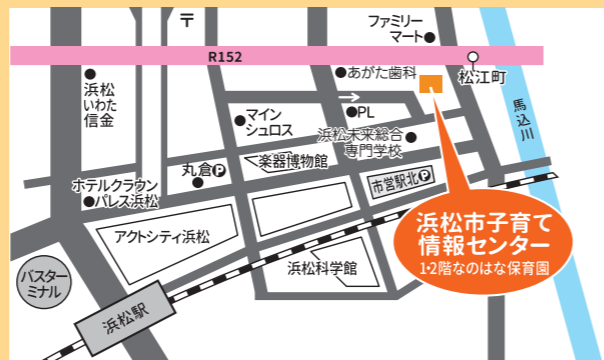 〒
ファミリー
マート
R152
松江町
あがた歯科
浜松
いわた
信金
PL
マイン
シュロス
馬込川
浜松未来総合
専門学校
楽器博物館
丸倉P
市営駅北P
ホテルクラウン
パレス浜松
浜松市子育て
情報センター
1・2階なのはな保育園
アクトシティ浜松
浜松科学館
バスター
ミナル
浜松駅